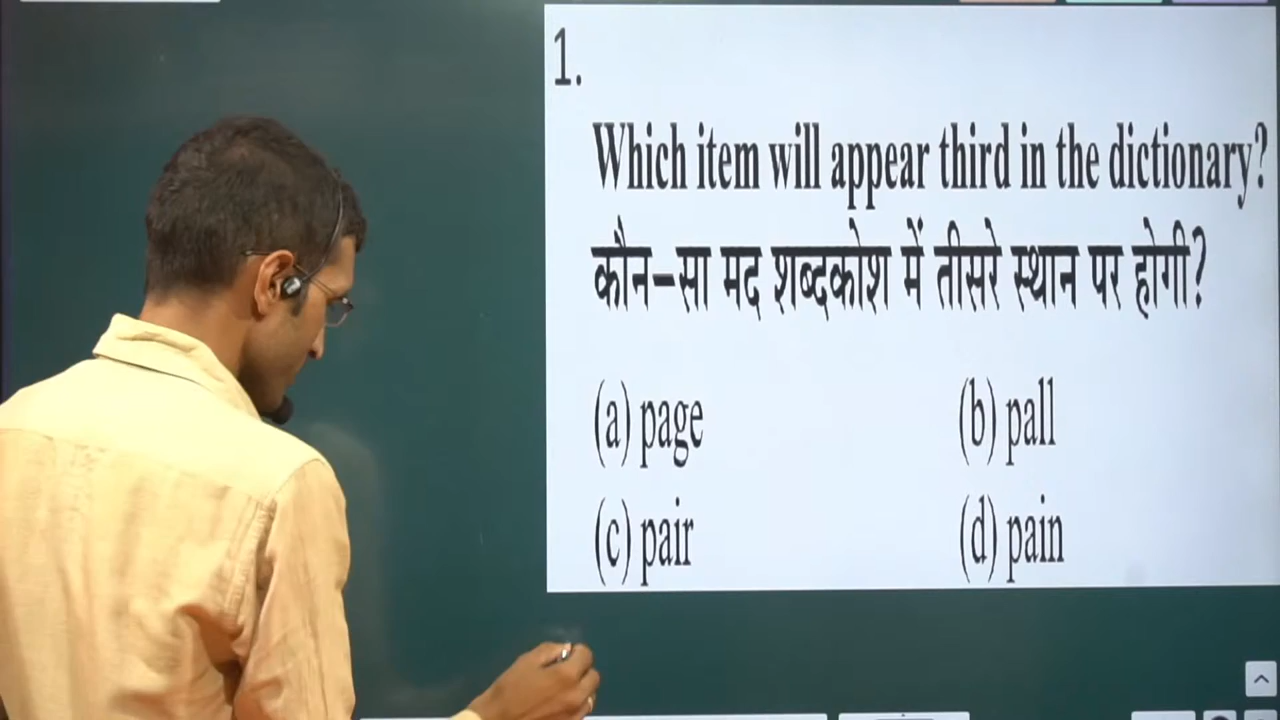 1.
Which item will appear third in the dictionary?
कौन-सा मद शब्दकोश में तीसरे स्थान पर होगी?
(a) page (b) pall
(c) pair (d) pain